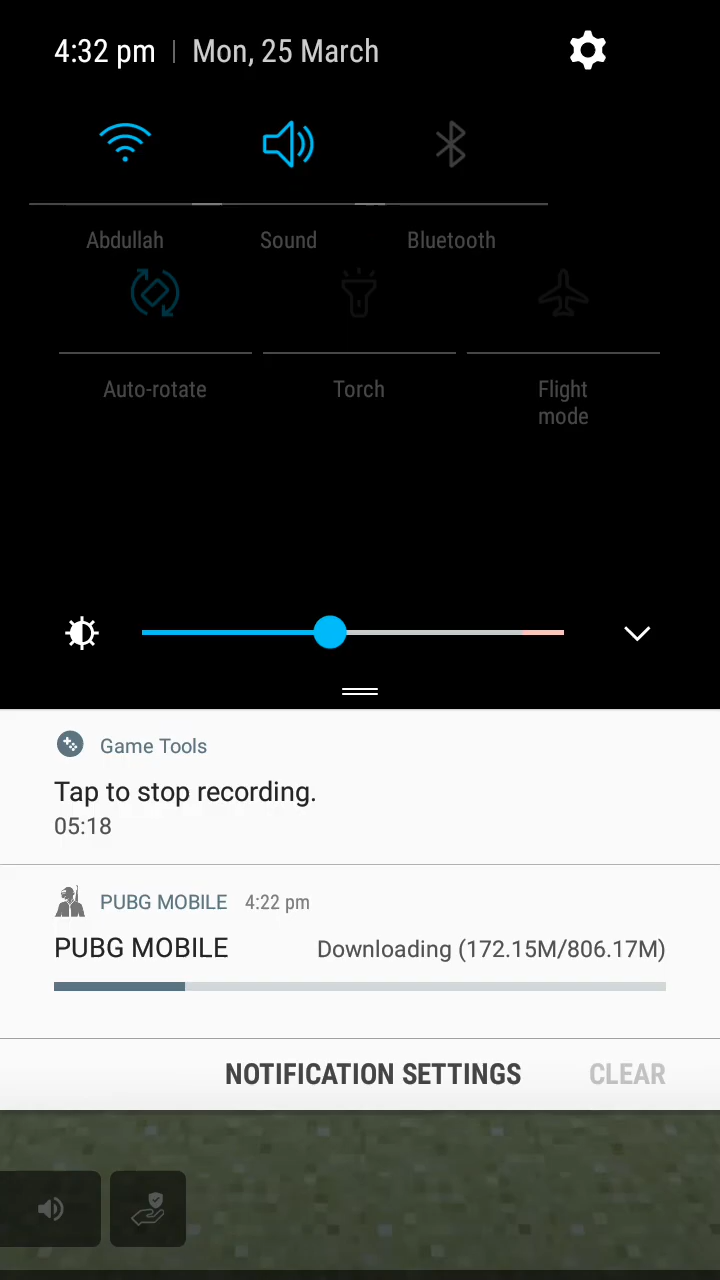 4:32 pm | Mon, 25 March
Abdullah Sound Bluetooth
Auto-rotate Torch Flight mode
Game Tools
Tap to stop recording.
05:18
PUBG MOBILE 4:22 pm
PUBG MOBILE Downloading (172.15M/806.17M)
NOTIFICATION SETTINGS CLEAR